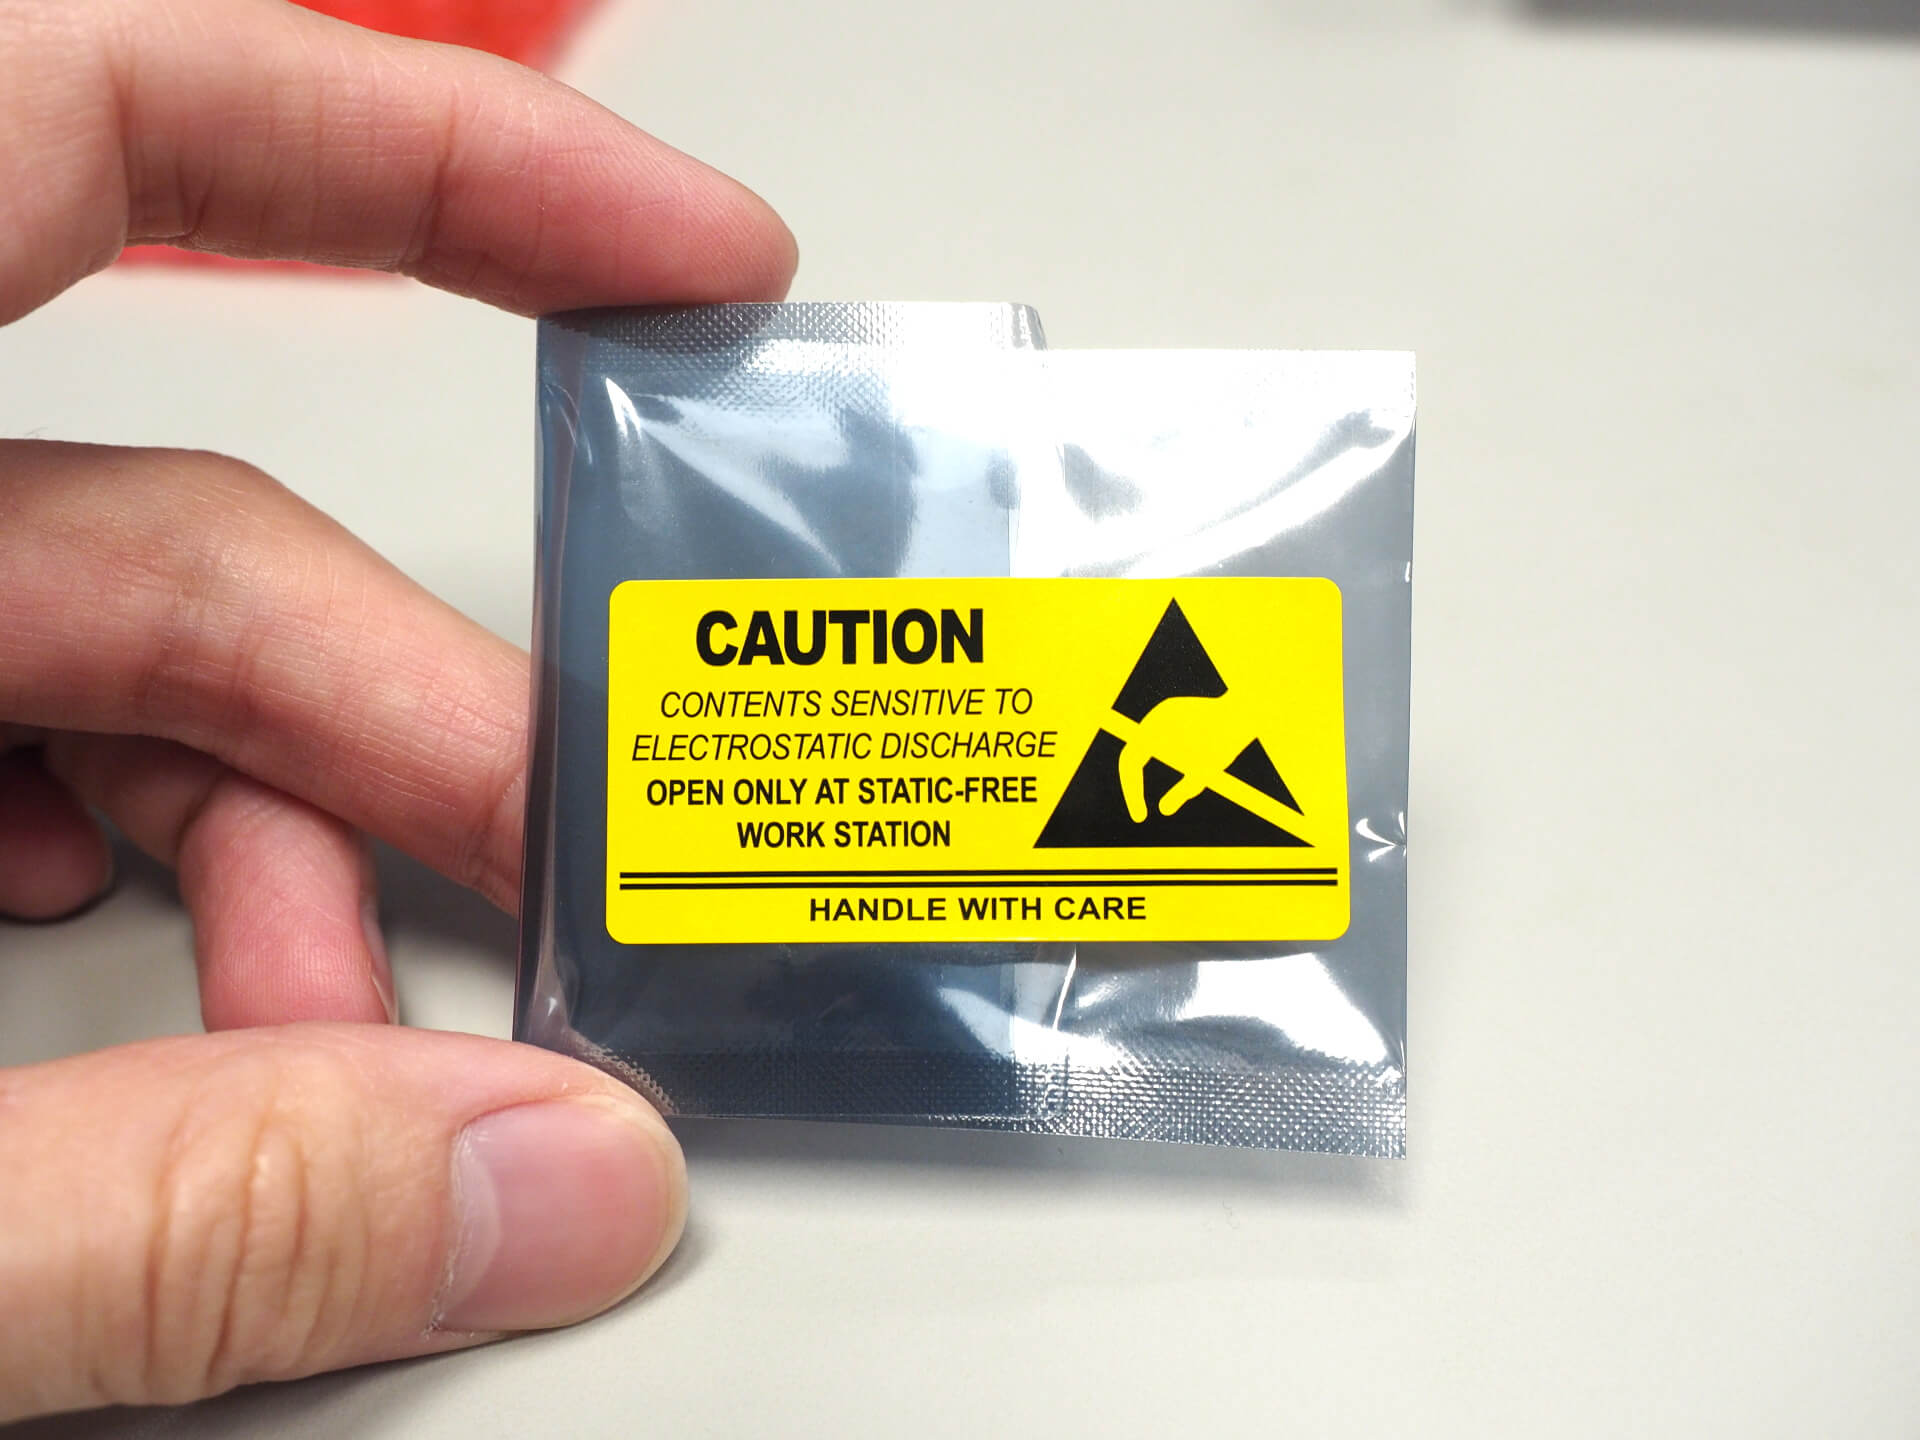 CAUTION
CONTENTS SENSITIVE TO
ELECTROSTATIC DISCHARGE
OPEN ONLY AT STATIC-FREE
WORK STATION
HANDLE WITH CARE